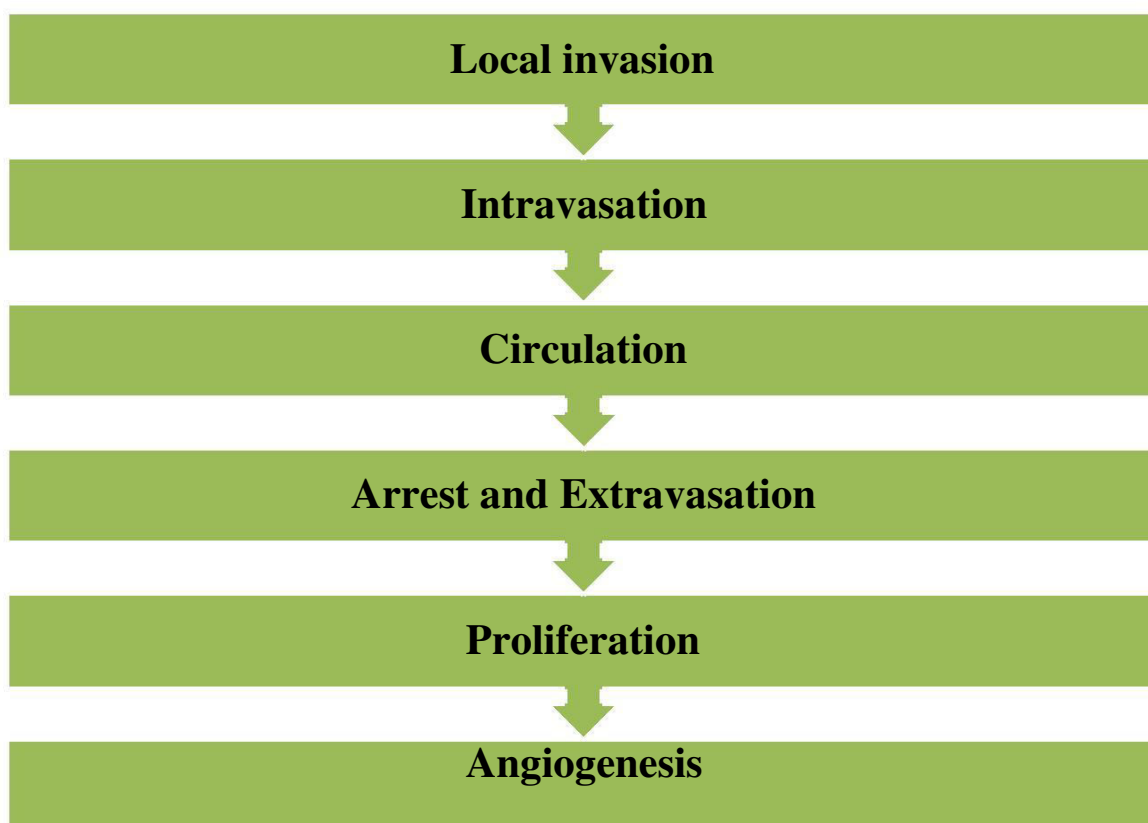 Local invasion
Intravasation
Circulation
Arrest and Extravasation
Proliferation
Angiogenesis